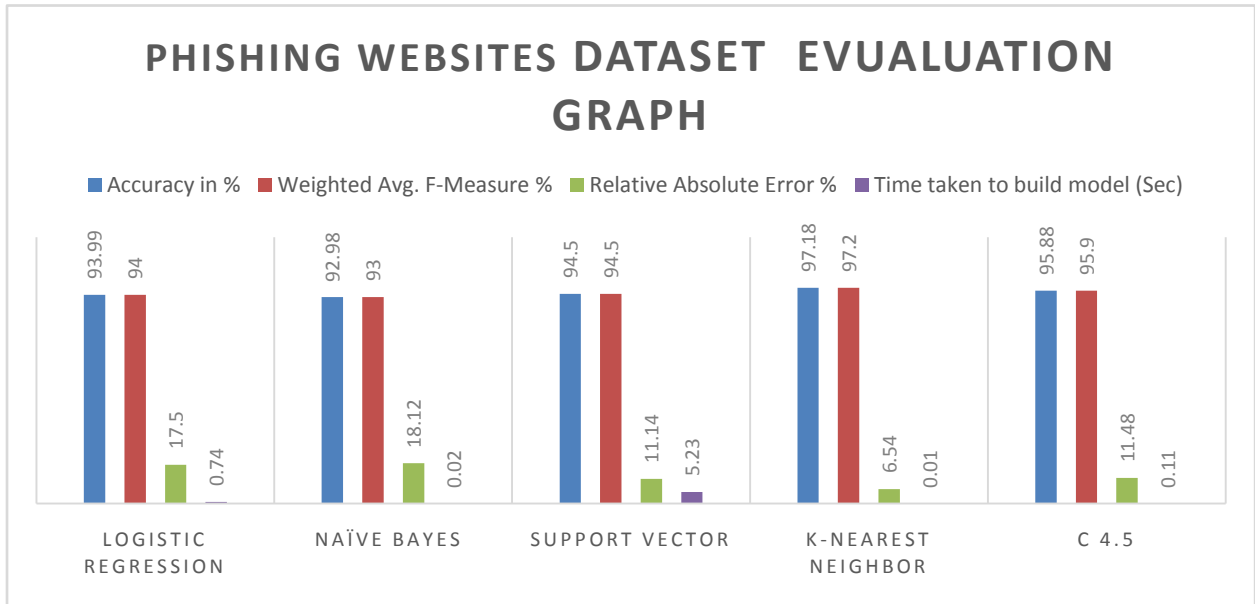 PHISHING WEBSITES DATASET EVUALUATION
GRAPH
Accuracy in % Weighted Avg. F-Measure % Relative Absolute Error % Time taken to build model (Sec)
93.99 94 17.5 0.74 92.98 93 18.12 0.02 94.5 94.5 11.14 5.23 97.18 97.2 6.54 0.01 95.88 95.9 11.48 0.11
LOGISTIC NAÏVE BAYES SUPPORT VECTOR K-NEAREST C 4.5
REGRESSION NEIGHBOR